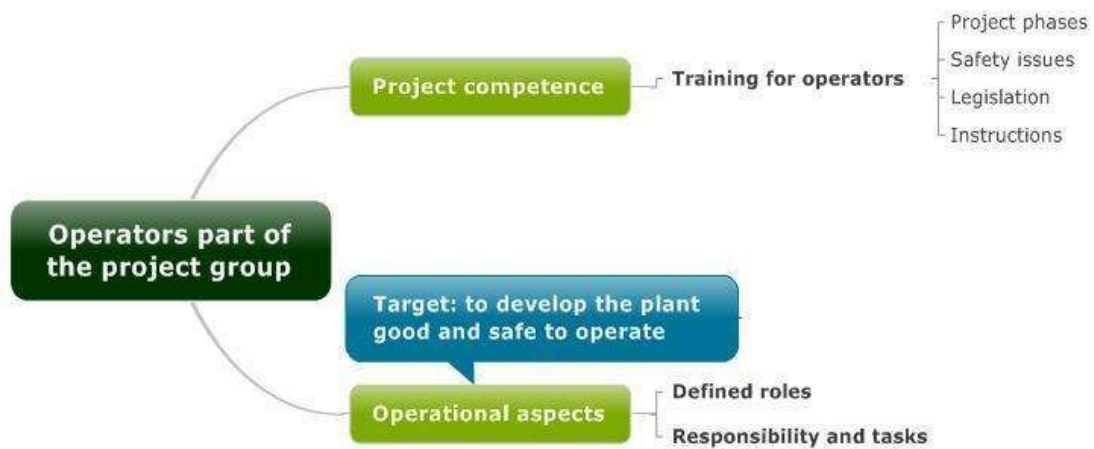 Project phases
Project competence
Training for operators
Safety issues
Legislation
Instructions
Operators part of
the project group
Target: to develop the plant
good and safe to operate
Operational aspects
Defined roles
Responsibility and tasks